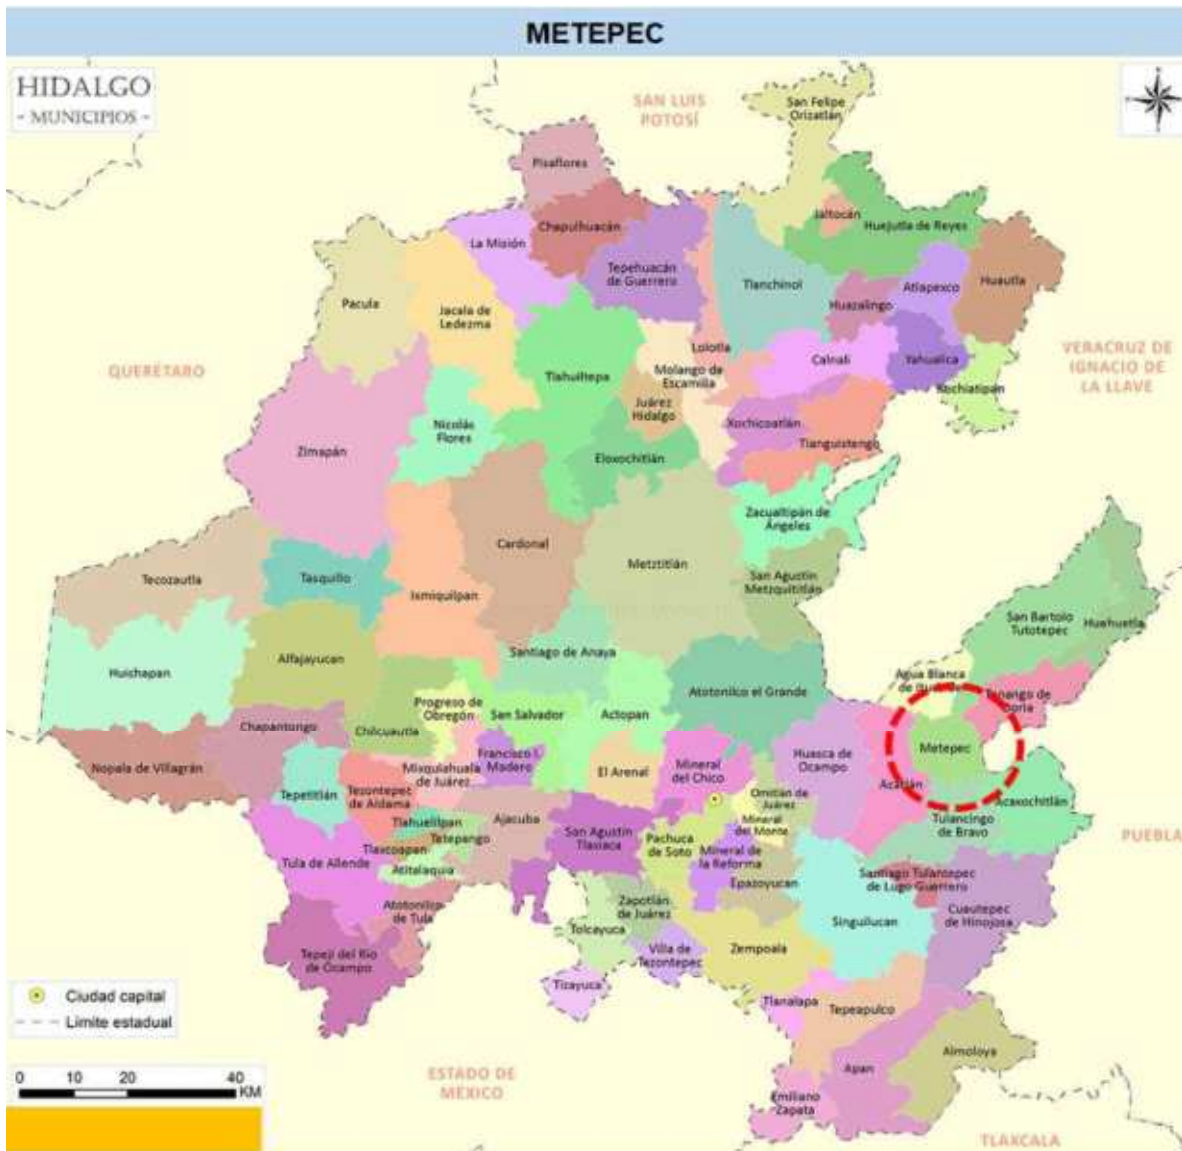 METEPEC
HIDALGO
- MUNICIPIOS -
SAN LUIS
POTOSÍ
San Felipe
Orizatlán
Pisaflores
Jaltocán
Chapulhuacán
Huejutla de Reyes
La Misión
Tepehuacán
de Guerrero
Tlanchinol
Atlapexco
Huautla
Pacula
Huazalingo
Jacala de
Ledezma
Lolotla
VERACRUZ DE
IGNACIO DE
LA LLAVE
QUERÉTARO
Calnali
Yahualica
Molango de
Escamilla
Tlahuiltepa
Xochiatipan
Juárez
Hidalgo
Nicolás
Flores
Xochicoatlán
Tianguistengo
Zimapán
Eloxochitlán
Zacualtipán de
Ángeles
Cardonal
Metztitlán
Tecozautla
Tasquillo
San Agustín
Metzquititlán
Ixmiquilpan
San Bartolo
Tutotepec
Huehuetla
Santiago de Anaya
Alfajayucan
Huichapan
Agua Blanca
de
Atotonilco el Grande
Tenango de
Doria
Progreso de
Obregón
San Salvador
Actopan
Chapantongo
Chilcuautla
Metepec
Huasca de
Ocampo
Francisco I.
Madero
Mineral
del Chico
Nopala de Villagrán
Mixquiahuala
de Juárez
El Arenal
Acatlán
Tepetitlán
Tezontepec
de Aldama
Omitlán de
Juárez
Acaxochitlán
Tlahuelilpan
Ajacuba
Mineral
del Monte
Tulancingo
de Bravo
PUEBLA
San Agustín
Tlaxiaca
Pachuca
de Soto
Tetepango
Tlaxcoapan
Mineral de
la Reforma
Tula de Allende
Atitalaquia
Epazoyucan
Santiago Tulantepec
de Lugo Guerrero
Atotonilco
de Tula
Zapotlán
de Juárez
Cuautepec
de Hinojosa
Singuilucan
Tolcayuca
Tepeji del Río
de Ocampo
Villa de
Tezontepec
Zempoala
Tizayuca
Ciudad capital
Límite estadual
Tlanalapa
Tepeapulco
Almoloya
Apan
ESTADO DE
MÉXICO
0 10 20 40
KM
Emiliano
Zapata
TLAXCALA